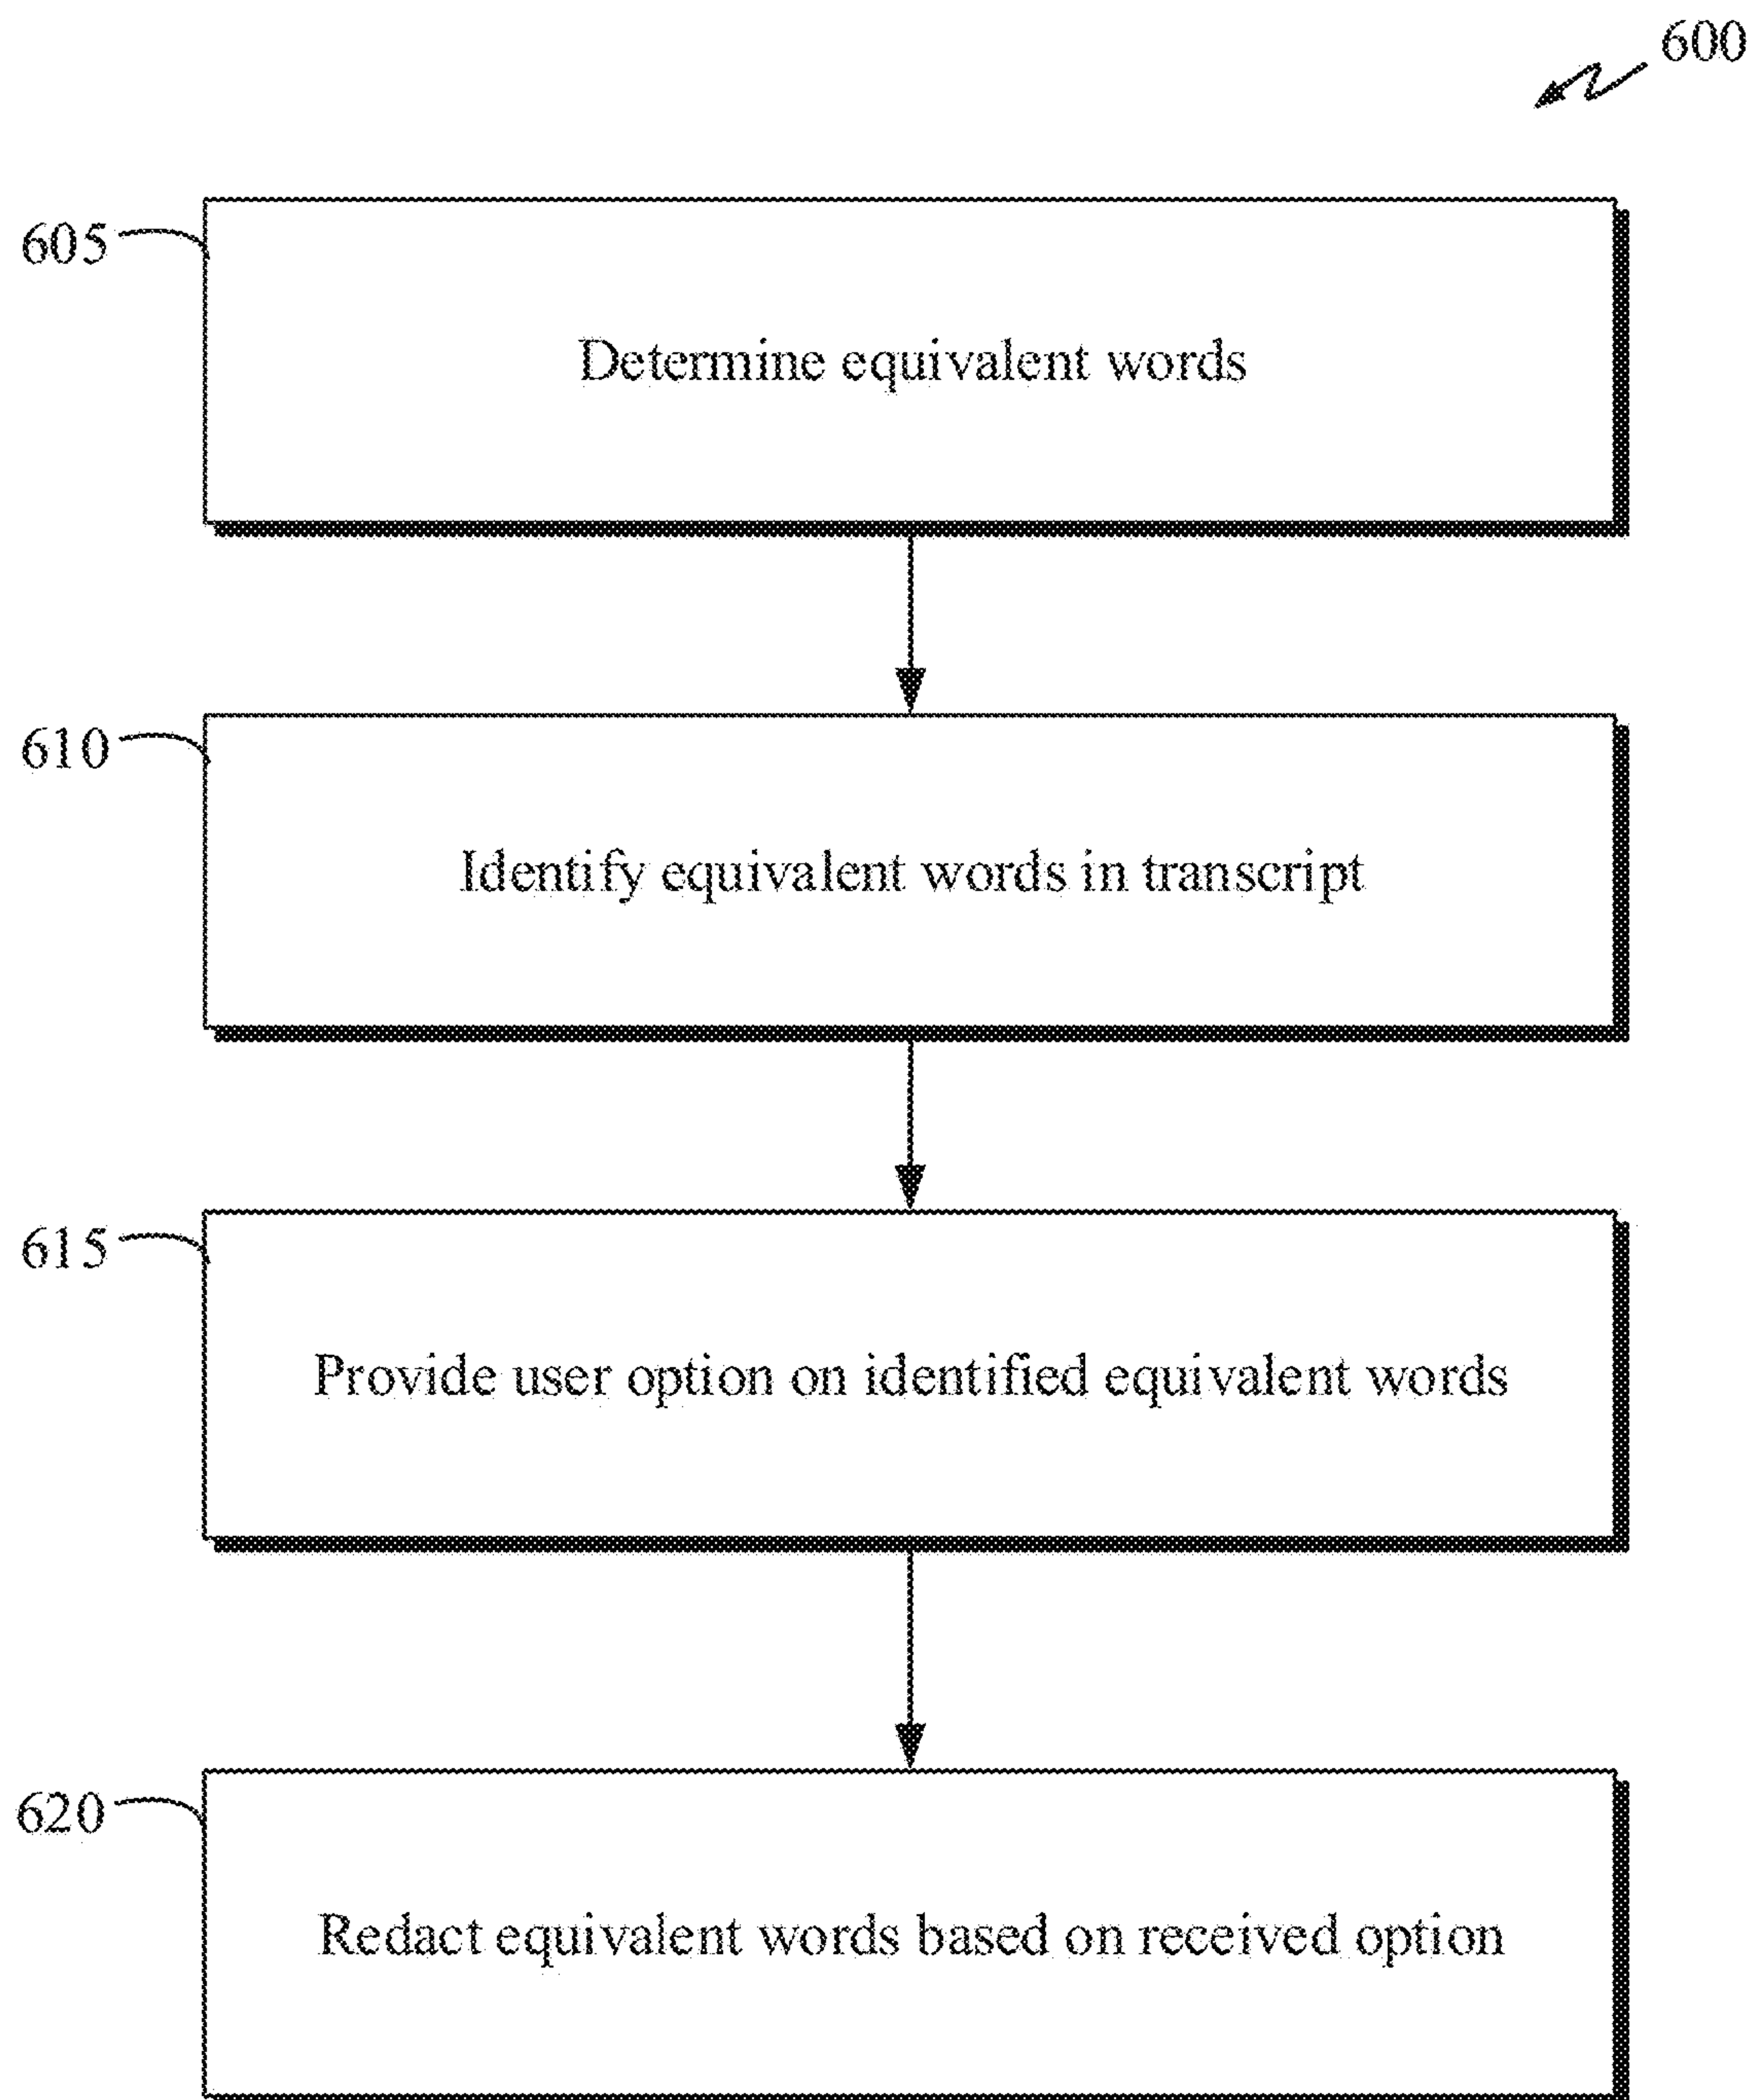 600
605
Determine equivalent words
610
Identify equivalent words in transcript
615
Provide user option on identified equivalent words
620
Redact equivalent words based on received option